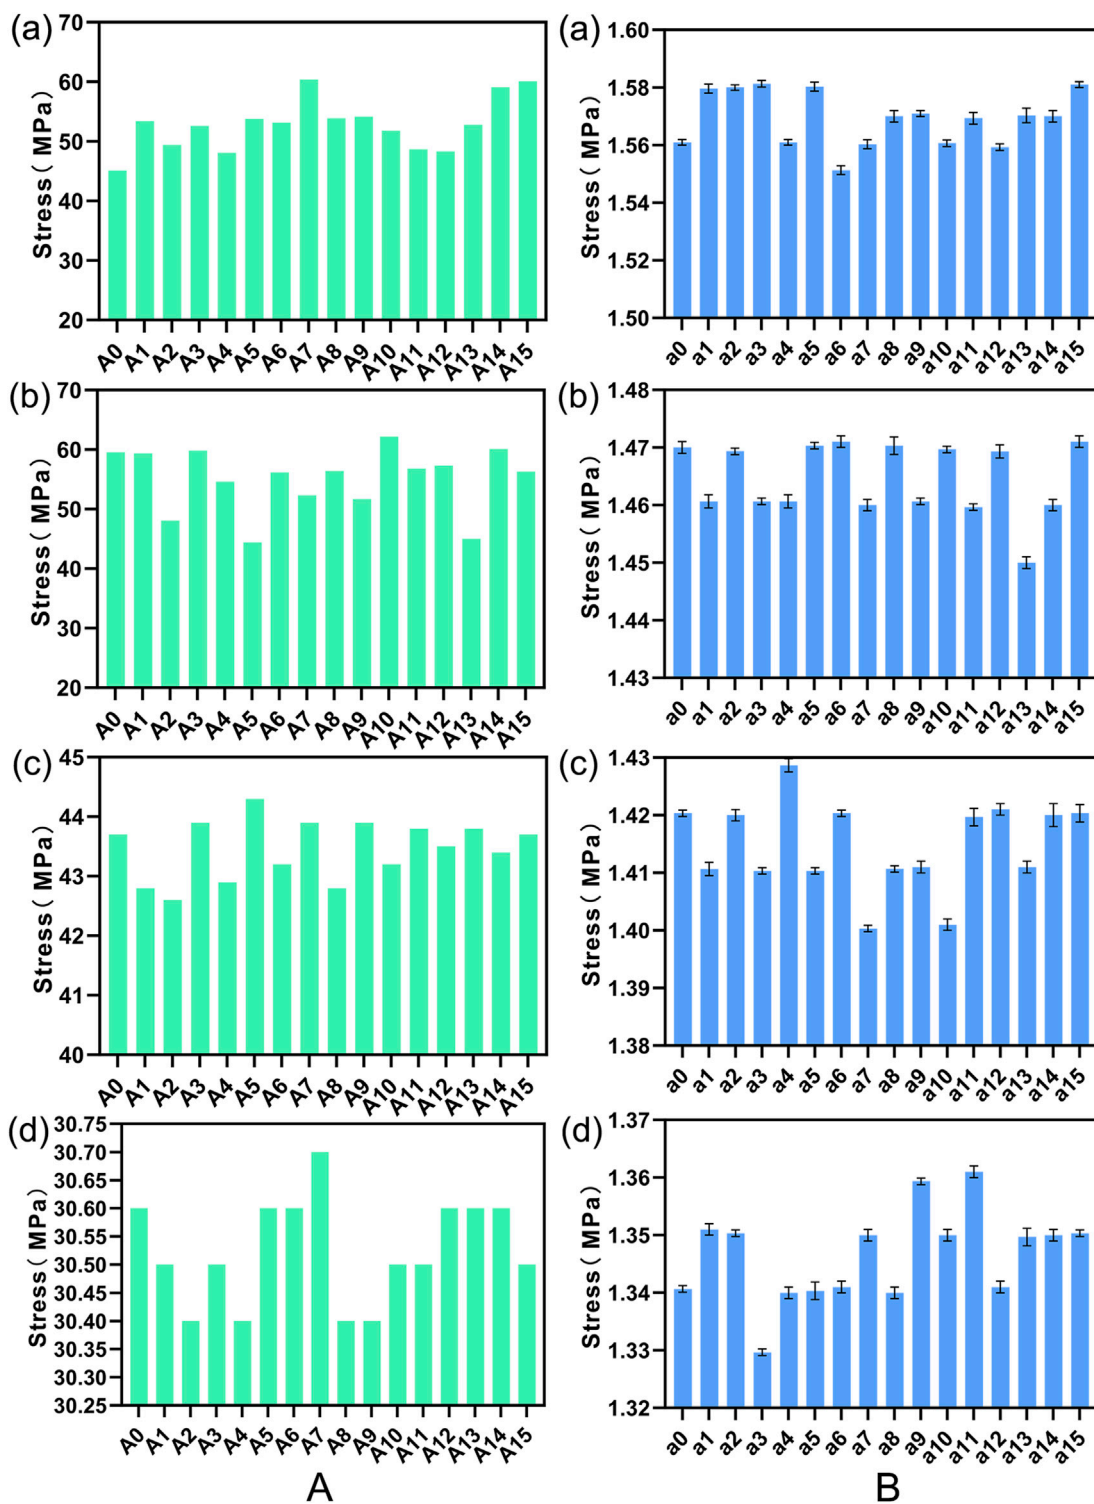 (a)
Stress( MPa)
70
60
50
40
30
20
A0 A1 A2 A3 A4 A5 A6 A7 A8 A9 A10 A11 A12 A13 A14 A15
(a)
Stress( MPa)
1.60
1.58
1.56
1.54
1.52
1.50
a0 a1 a2 a3 a4 a5 a6 a7 a8 a9 a10 a11 a12 a13 a14 a15
(b)
Stress( MPa)
70
60
50
40
30
20
A0 A1 A2 A3 A4 A5 A6 A7 A8 A9 A10 A11 A12 A13 A14 A15
(b)
Stress( MPa)
1.48
1.47
1.46
1.45
1.44
1.43
a0 a1 a2 a3 a4 a5 a6 a7 a8 a9 a10 a11 a12 a13 a14 a15
(c)
Stress( MPa)
45
44
43
42
41
40
A0 A1 A2 A3 A4 A5 A6 A7 A8 A9 A10 A11 A12 A13 A14 A15
(c)
Stress( MPa)
1.43
1.42
1.41
1.40
1.39
1.38
a0 a1 a2 a3 a4 a5 a6 a7 a8 a9 a10 a11 a12 a13 a14 a15
(d)
Stress( MPa)
30.75
30.70
30.65
30.60
30.55
30.50
30.45
30.40
30.35
30.30
30.25
A0 A1 A2 A3 A4 A5 A6 A7 A8 A9 A10 A11 A12 A13 A14 A15
(d)
Stress( MPa)
1.37
1.36
1.35
1.34
1.33
1.32
a0 a1 a2 a3 a4 a5 a6 a7 a8 a9 a10 a11 a12 a13 a14 a15
A
B